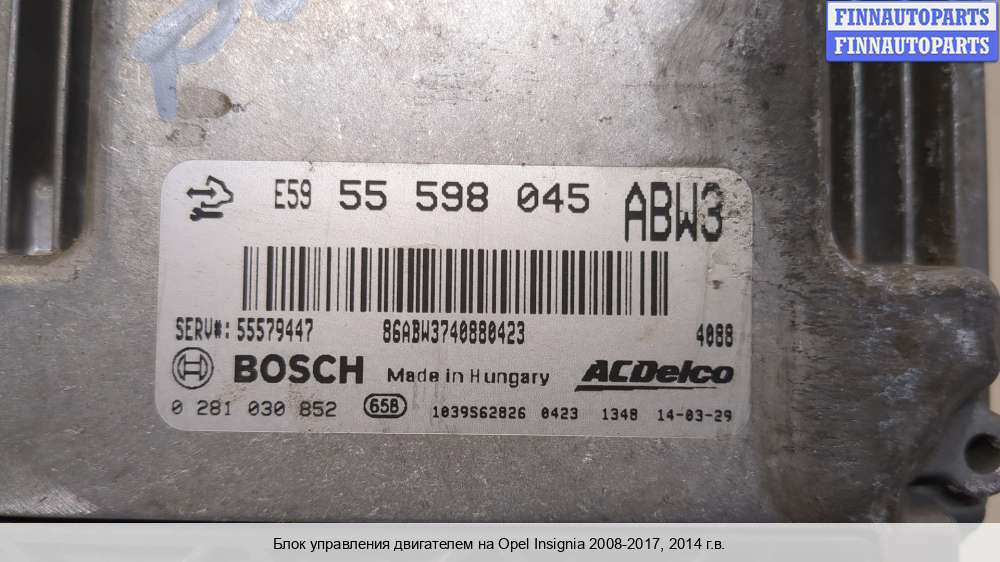 FINNAUTOPARTS
FINNAUTOPARTS
E59 55 598 045 ABW3
SERV#: 55579447 86ABW3740880423 4088
BOSCH Made in Hungary ACDelco
0 281 030 852 65B 1039S62826 0423 1348 14-03-29
Блок управления двигателем на Opel Insignia 2008-2017, 2014 г.в.